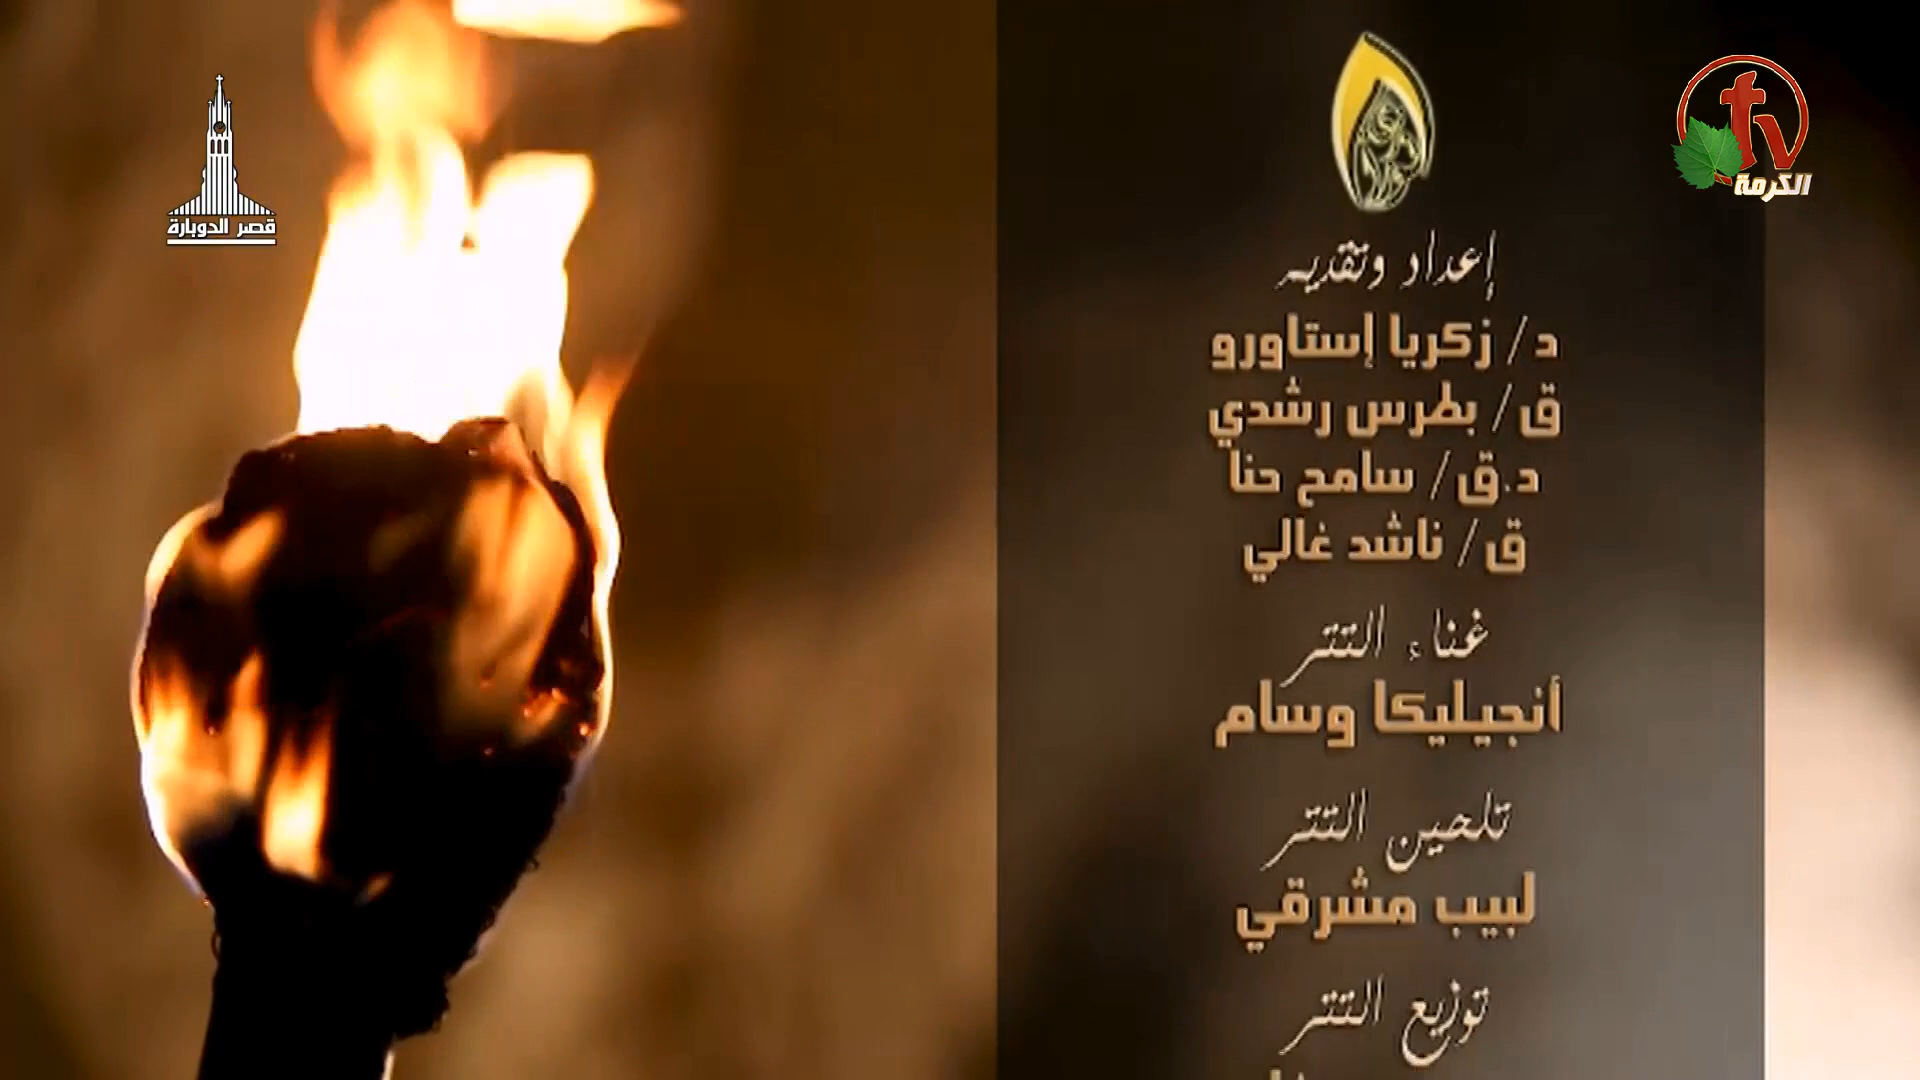 قصر الدوبارة
tv
الكرمة
إعداد وتقديم
د/ زكريا إستاورو
ق/ بطرس رشدي
د.ق/ سامح حنا
ق/ ناشد غالي
غناء التتر
أنجيليكا وسام
تلحين التتر
لبيب مشرقي
توزيع التتر